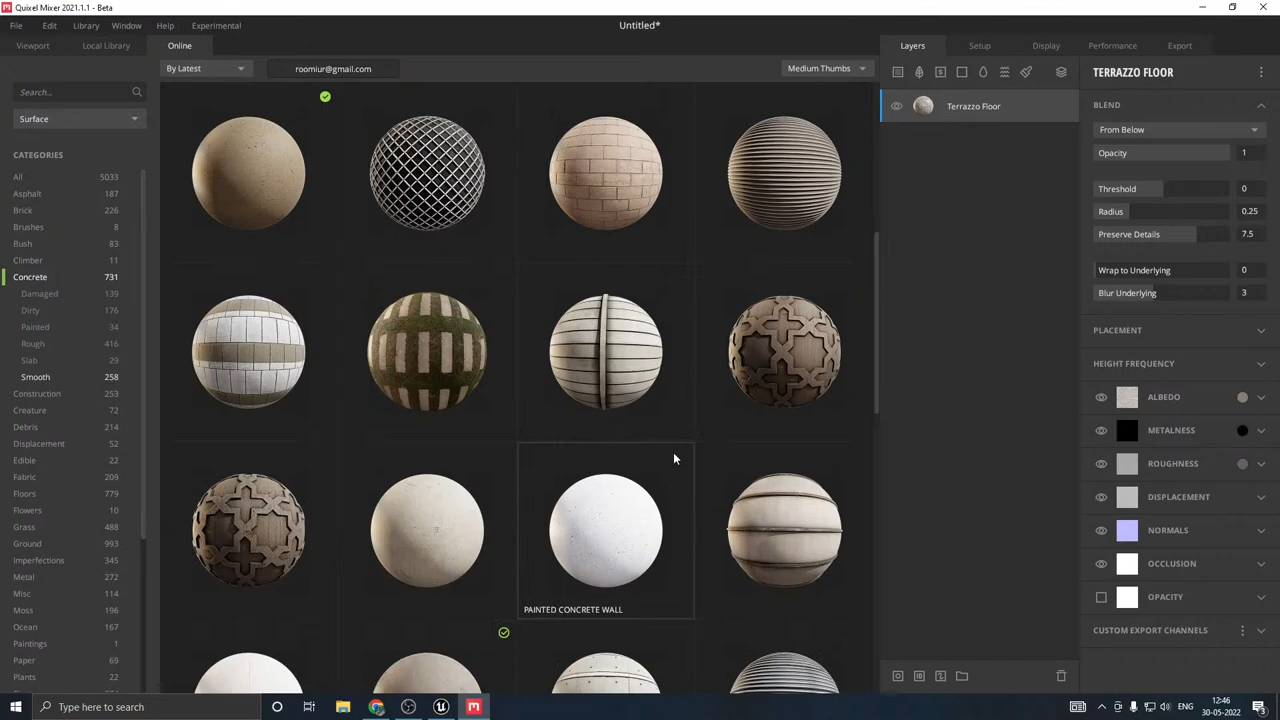 Quixel Mixer 2021.1.1 - Beta
File Edit Library Window Help Experimental
Untitled*
Viewport Local Library Online
By Latest
roomiur@gmail.com
Medium Thumbs
Search...
Surface
CATEGORIES
All 5033
Asphalt 187
Brick 226
Brushes 8
Bush 83
Climber 11
Concrete 731
Damaged 139
Dirty 176
Painted 34
Rough 416
Slab 29
Smooth 258
Construction 253
Creature 72
Debris 214
Displacement 52
Edible 22
Fabric 209
Floors 779
Flowers 10
Grass 488
Ground 993
Imperfections 345
Metal 272
Misc 114
Moss 196
Ocean 167
Paintings 1
Paper 69
Plants 22
PAINTED CONCRETE WALL
Layers Setup Display Performance Export
Terrazzo Floor
TERRAZZO FLOOR
BLEND
From Below
Opacity 1
Threshold 0
Radius 0.25
Preserve Details 7.5
Wrap to Underlying 0
Blur Underlying 3
PLACEMENT
HEIGHT FREQUENCY
ALBEDO
METALNESS
ROUGHNESS
DISPLACEMENT
NORMALS
OCCLUSION
OPACITY
CUSTOM EXPORT CHANNELS
Type here to search
ENG
12:46
30-05-2022